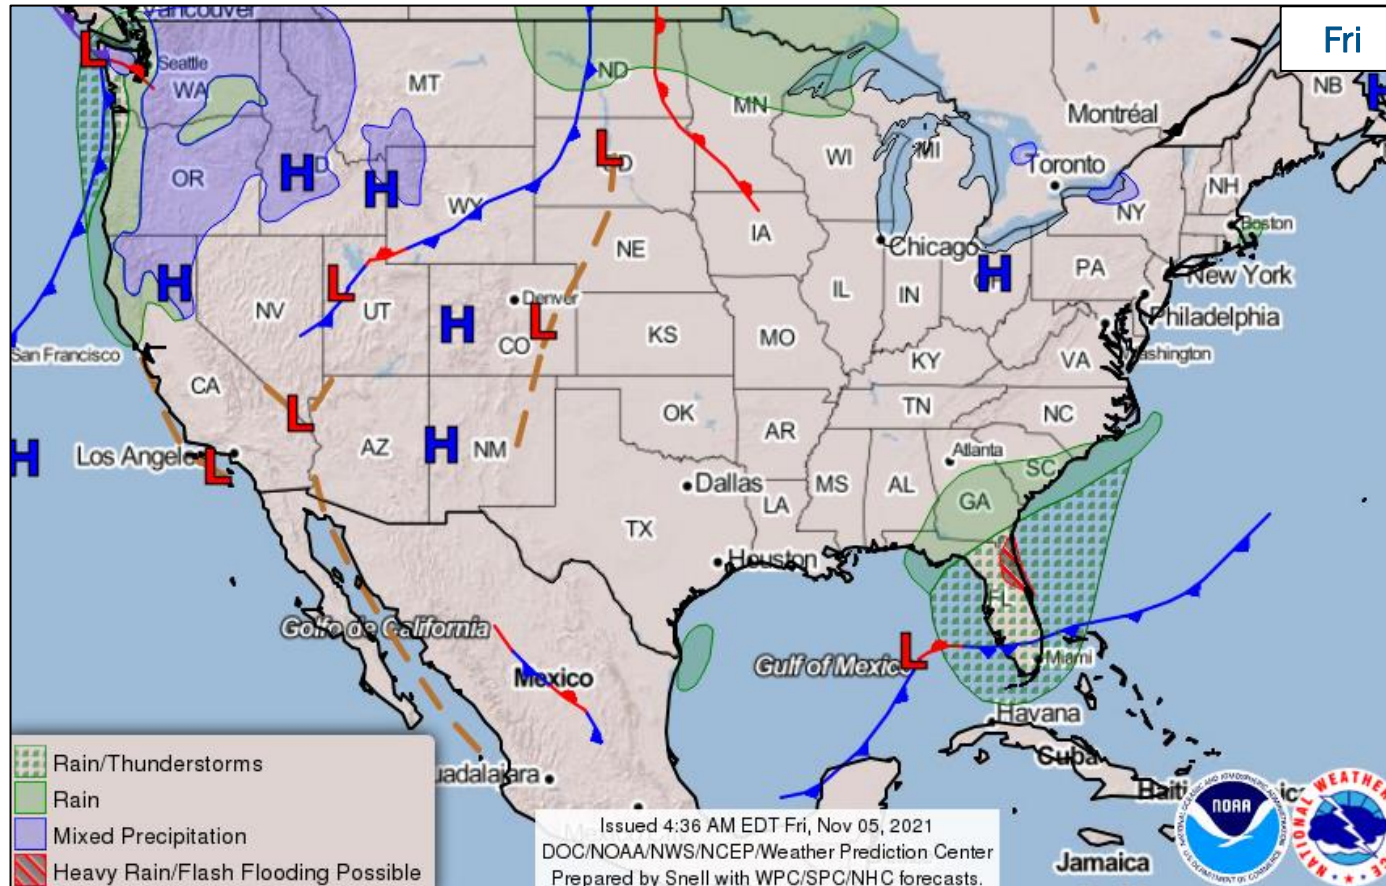 Vancouver
Fri
L
Seattle
WA
MT
ND
MN
NB
H
Montréal
OR
H
H
L
WI
MI
Toronto
NH
WY
NY
Boston
NE
IA
Chicago
H
PA
New York
H
L
NV
UT
Denver
H
CO
L
IL
IN
Philadelphia
San Francisco
KS
MO
KY
VA
Washington
CA
L
OK
TN
NC
H
Los Angeles
L
AZ
H
NM
AR
Atlanta
SC
Dallas
LA
MS
AL
GA
TX
Houston
FL
Golfo de California
L
Gulf of Mexico
Miami
Mexico
Havana
Cuba
Rain/Thunderstorms
Rain
Mixed Precipitation
Heavy Rain/Flash Flooding Possible
uadalajara
Haiti
Jamaica
NOAA
NATIONAL WEATHER
Issued 4:36 AM EDT Fri, Nov 05, 2021
DOC/NOAA/NWS/NCEP/Weather Prediction Center
Prepared by Snell with WPC/SPC/NHC forecasts.